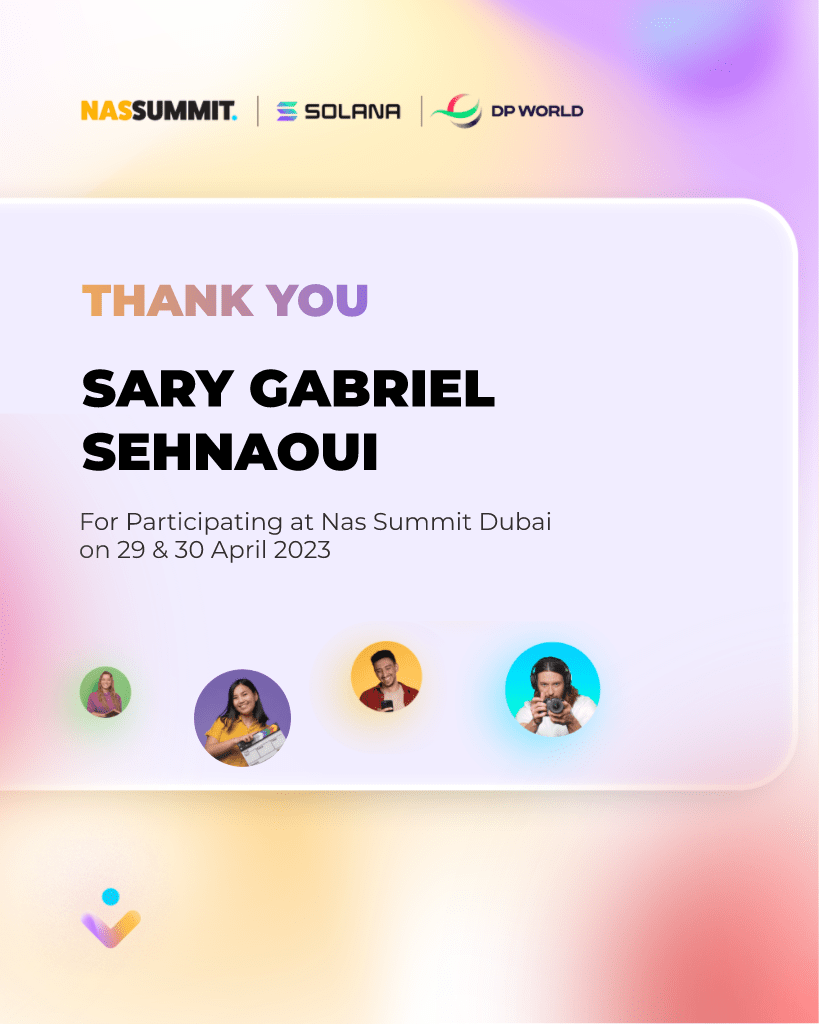 NASSUMMIT. SOLANA DP WORLD
THANK YOU
SARY GABRIEL
SEHNAOUI
For Participating at Nas Summit Dubai
on 29 & 30 April 2023